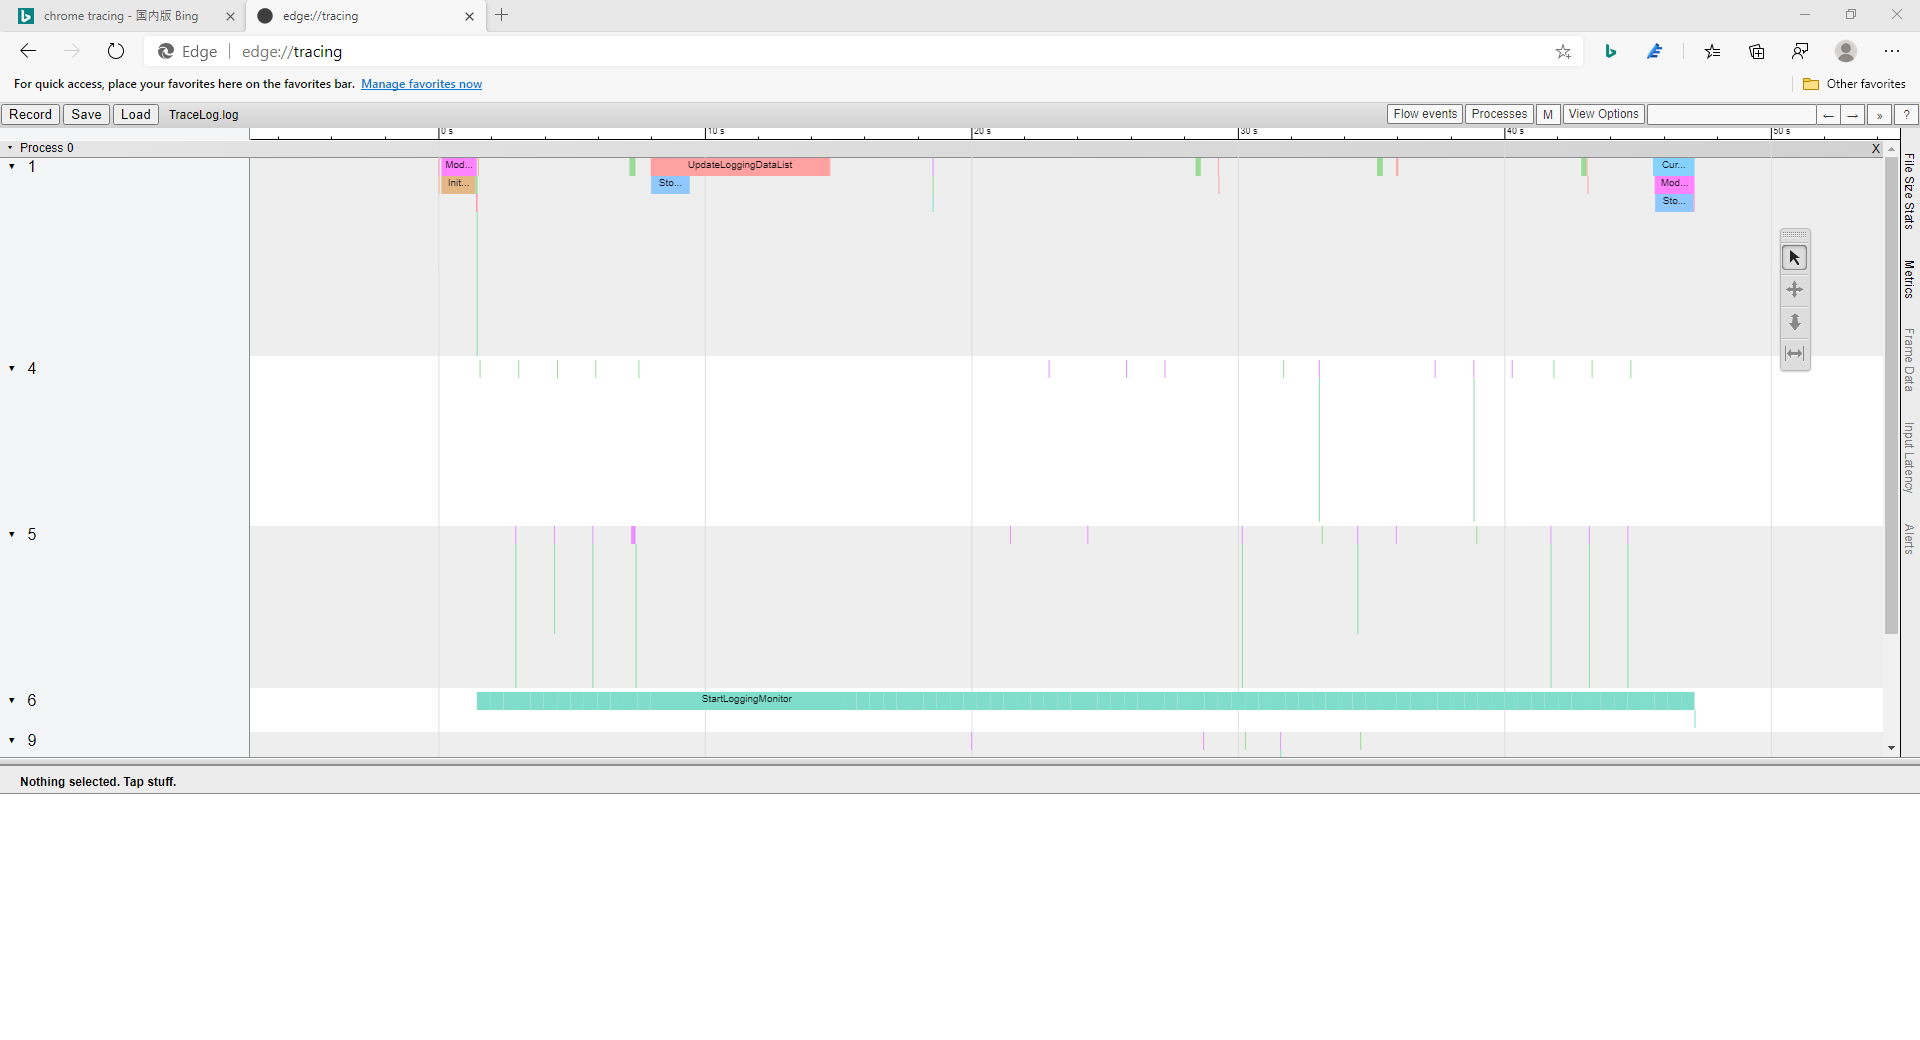 chrome tracing - 国内版 Bing
edge://tracing
Edge | edge://tracing
For quick access, place your favorites here on the favorites bar. Manage favorites now
Other favorites
Record Save Load TraceLog.log
Flow events Processes M View Options ← → » ?
0 s 10 s 20 s 30 s 40 s 50 s
Process 0 X
1
Mod... UpdateLoggingDataList Cur...
Init... Sto... Mod...
Sto...
4
5
6
StartLoggingMonitor
9
File Size Stats
Metrics
Frame Data
Input Latency
Alerts
Nothing selected. Tap stuff.